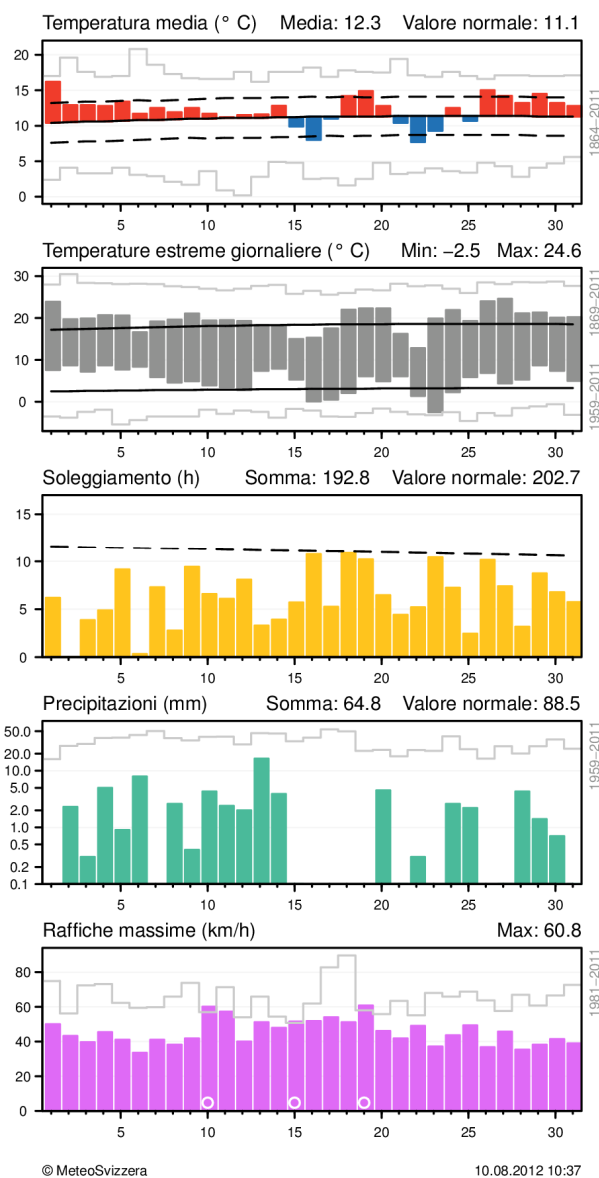 Temperatura media (° C) Media: 12.3 Valore normale: 11.1
20
15
10
5
0
1864−2011
5 10 15 20 25 30
Temperature estreme giornaliere (° C) Min: −2.5 Max: 24.6
30
20
10
0
1869−2011
1959−2011
5 10 15 20 25 30
Soleggiamento (h) Somma: 192.8 Valore normale: 202.7
15
10
5
0
5 10 15 20 25 30
Precipitazioni (mm) Somma: 64.8 Valore normale: 88.5
50.0
20.0
10.0
5.0
2.0
1.0
0.5
0.2
0.1
1959−2011
5 10 15 20 25 30
Raffiche massime (km/h) Max: 60.8
80
60
40
20
0
1981−2011
5 10 15 20 25 30
© MeteoSvizzera 10.08.2012 10:37